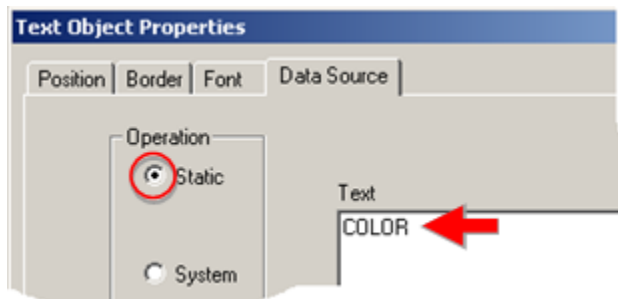 Text Object Properties
Position Border Font Data Source
Operation
Static
Text
COLOR
System